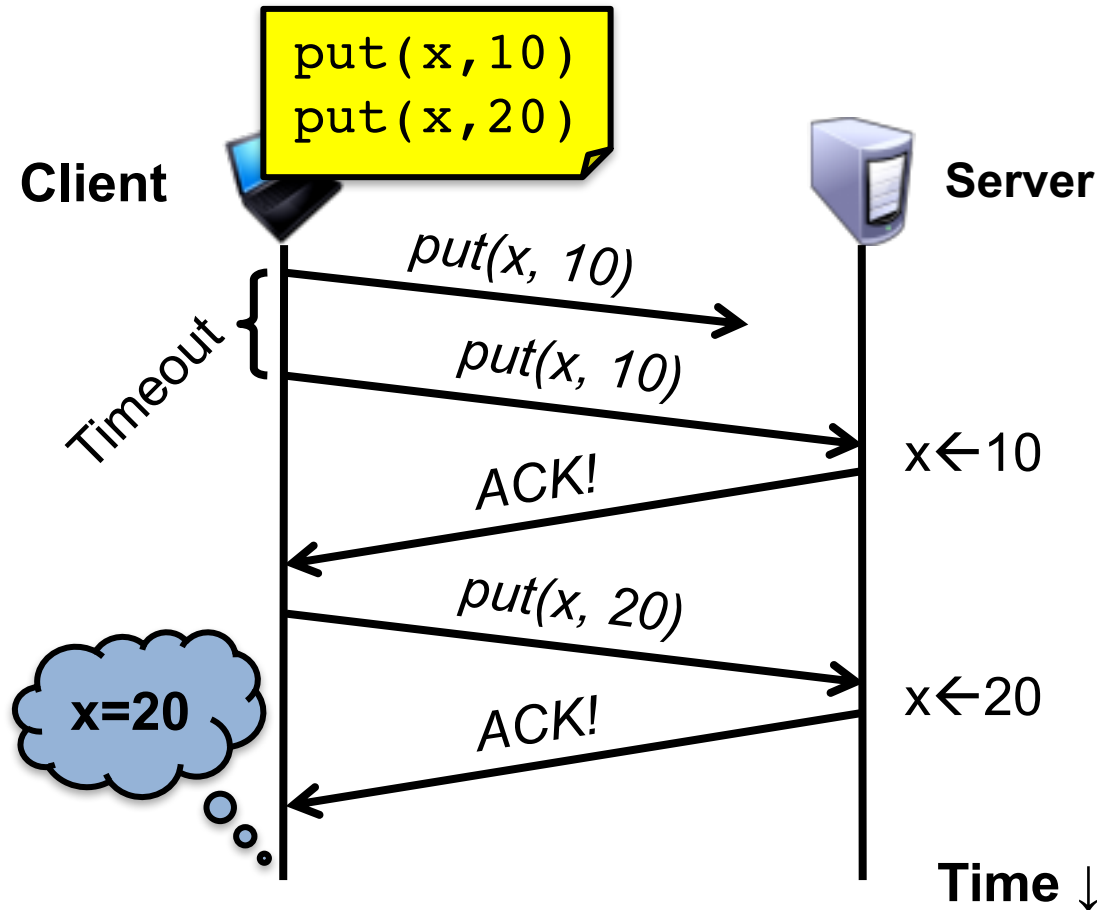 put(x,10)
put(x,20)
Client
Server
put(x, 10)
Timeout
put(x, 10)
x←10
ACK!
put(x, 20)
x=20
x←20
ACK!
Time ↓